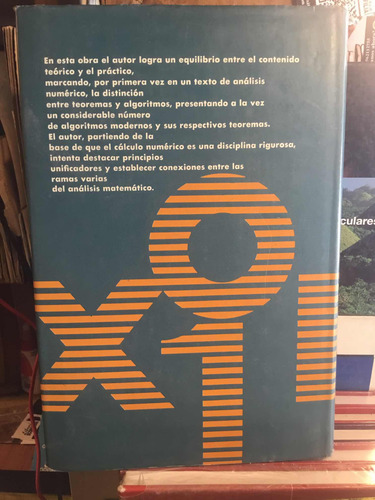 En esta obra el autor logra un equilibrio entre el contenido
teórico y el práctico,
marcando, por primera vez en un texto de análisis
numérico, la distinción
entre teoremas y algoritmos, presentando a la vez
un considerable número
de algoritmos modernos y sus respectivos teoremas.
El autor, partiendo de la
base de que el cálculo numérico es una disciplina rigurosa,
intenta destacar principios
unificadores y establecer conexiones entre las
ramas varias
del análisis matemático.
culares